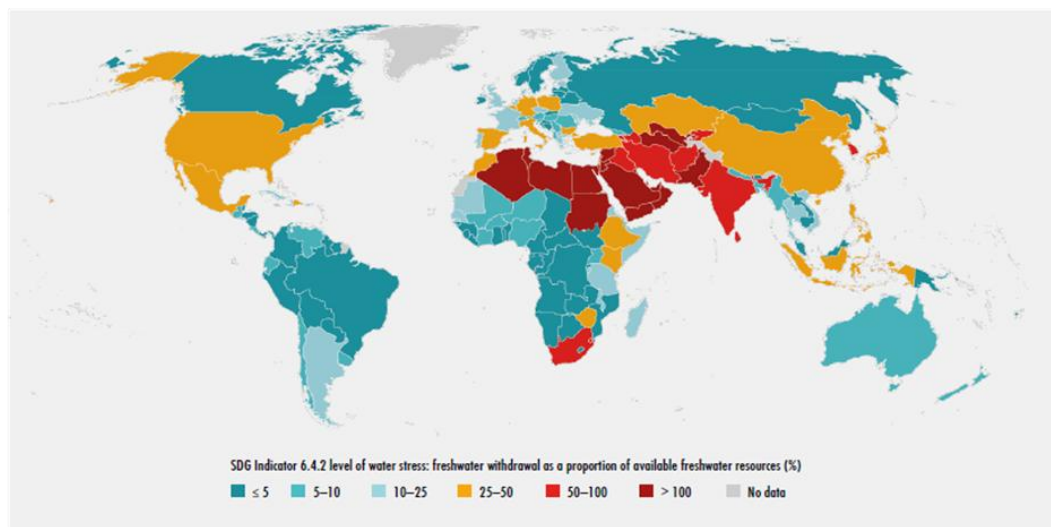 SDG Indicator 6.4.2 level of water stress: freshwater withdrawal as a proportion of available freshwater resources (%)
≤ 5 5–10 10–25 25–50 50–100 > 100 No data